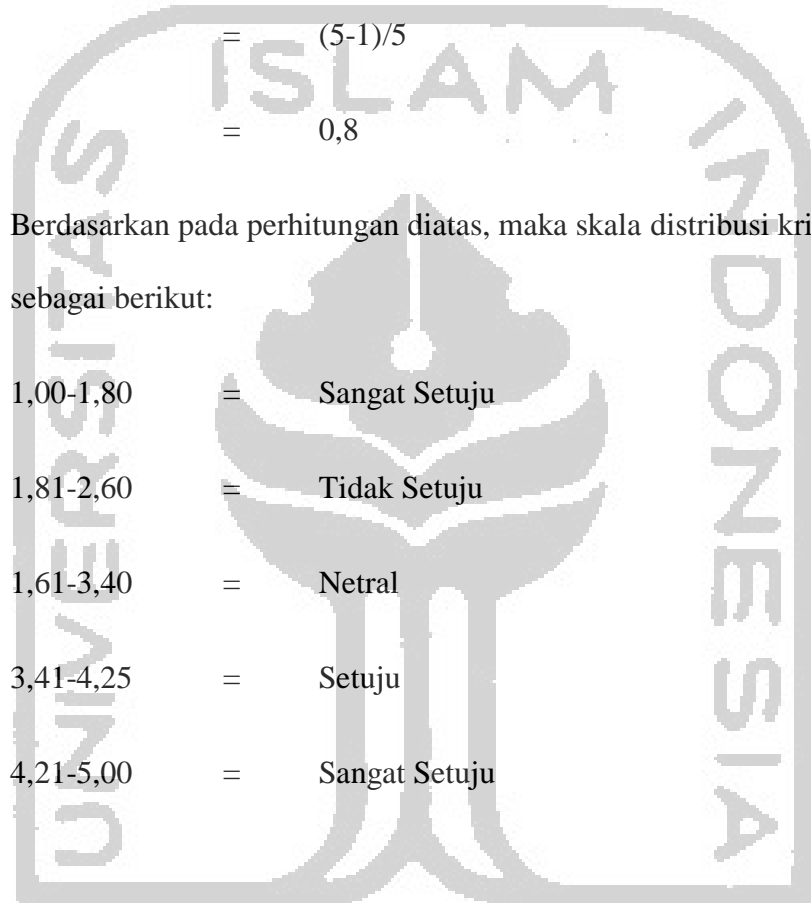 = (5-1)/5
= 0,8
Berdasarkan pada perhitungan diatas, maka skala distribusi kri
sebagai berikut:
1,00-1,80 = Sangat Setuju
1,81-2,60 = Tidak Setuju
1,61-3,40 = Netral
3,41-4,25 = Setuju
4,21-5,00 = Sangat Setuju
UNIVERSITAS
ISLAM
INDONESIA